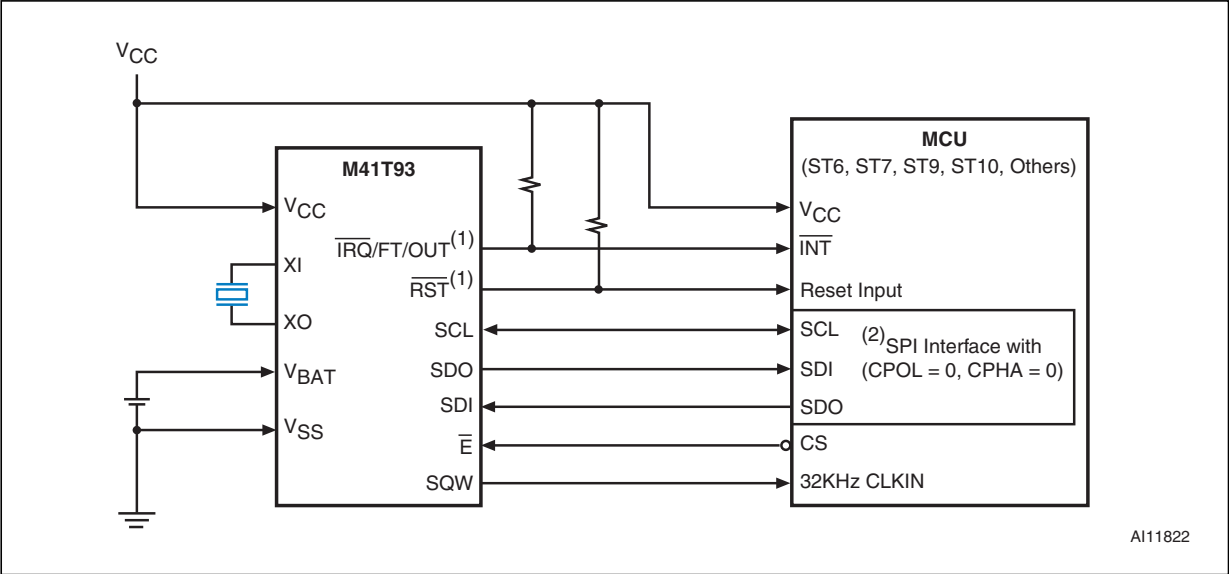 VCC
M41T93
VCC
XI
XO
VBAT
VSS
IRQ/FT/OUT(1)
RST(1)
SCL
SDO
SDI
E
SQW
MCU
(ST6, ST7, ST9, ST10, Others)
VCC
INT
Reset Input
SCL
SDI
SDO
(2)SPI Interface with
(CPOL = 0, CPHA = 0)
CS
32KHz CLKIN
AI11822